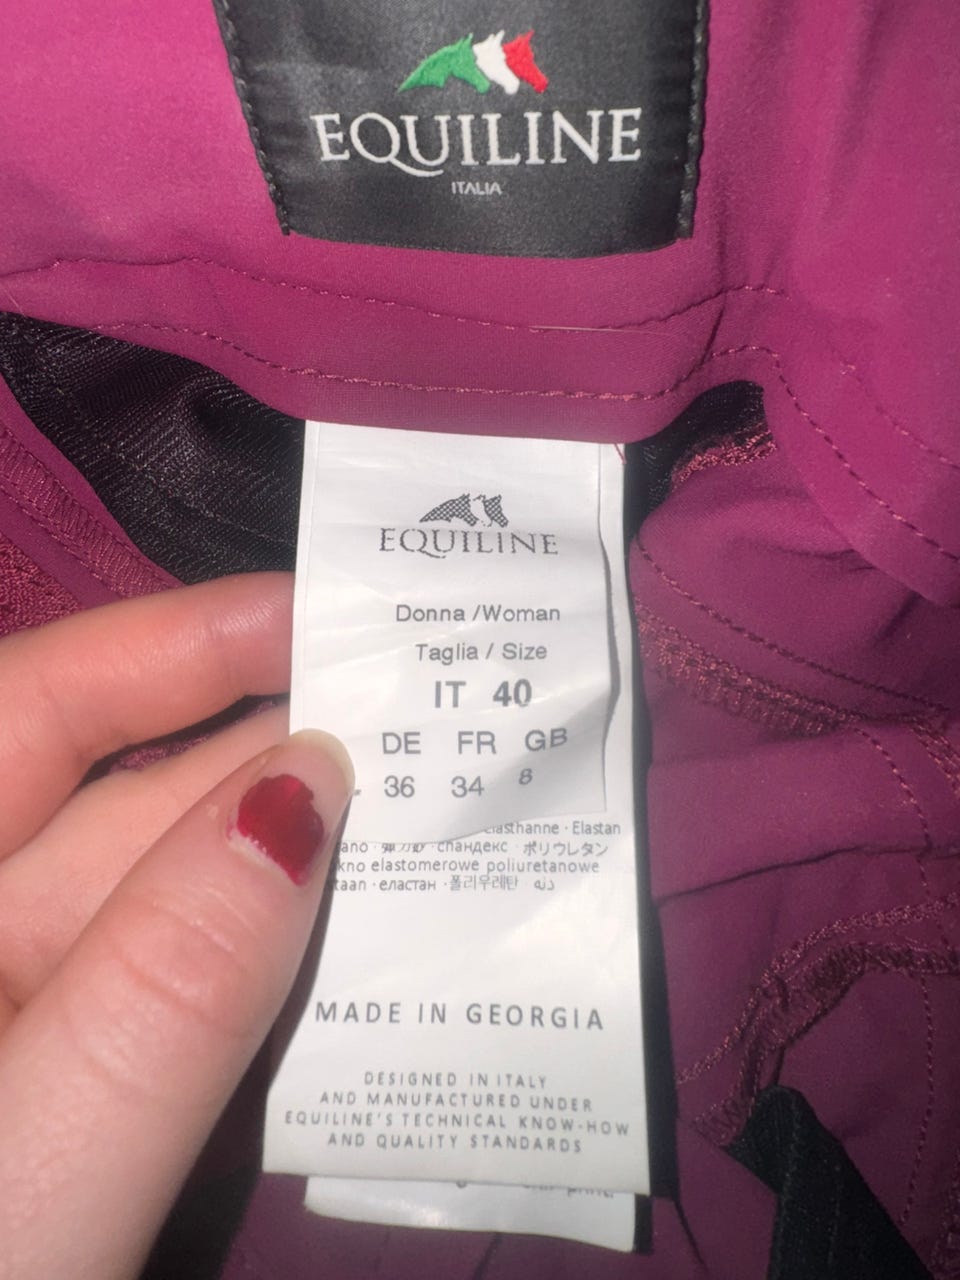 EQUILINE
ITALIA
EQUILINE
Donna /Woman
Taglia / Size
IT 40
DE FR GB
36 34 8
Elastan
спандекс · ポリウレタン
elastomerowe poliuretanowe
еластан · 폴리우레탄
MADE IN GEORGIA
DESIGNED IN ITALY
AND MANUFACTURED UNDER
EQUILINE'S TECHNICAL KNOW-HOW
AND QUALITY STANDARDS